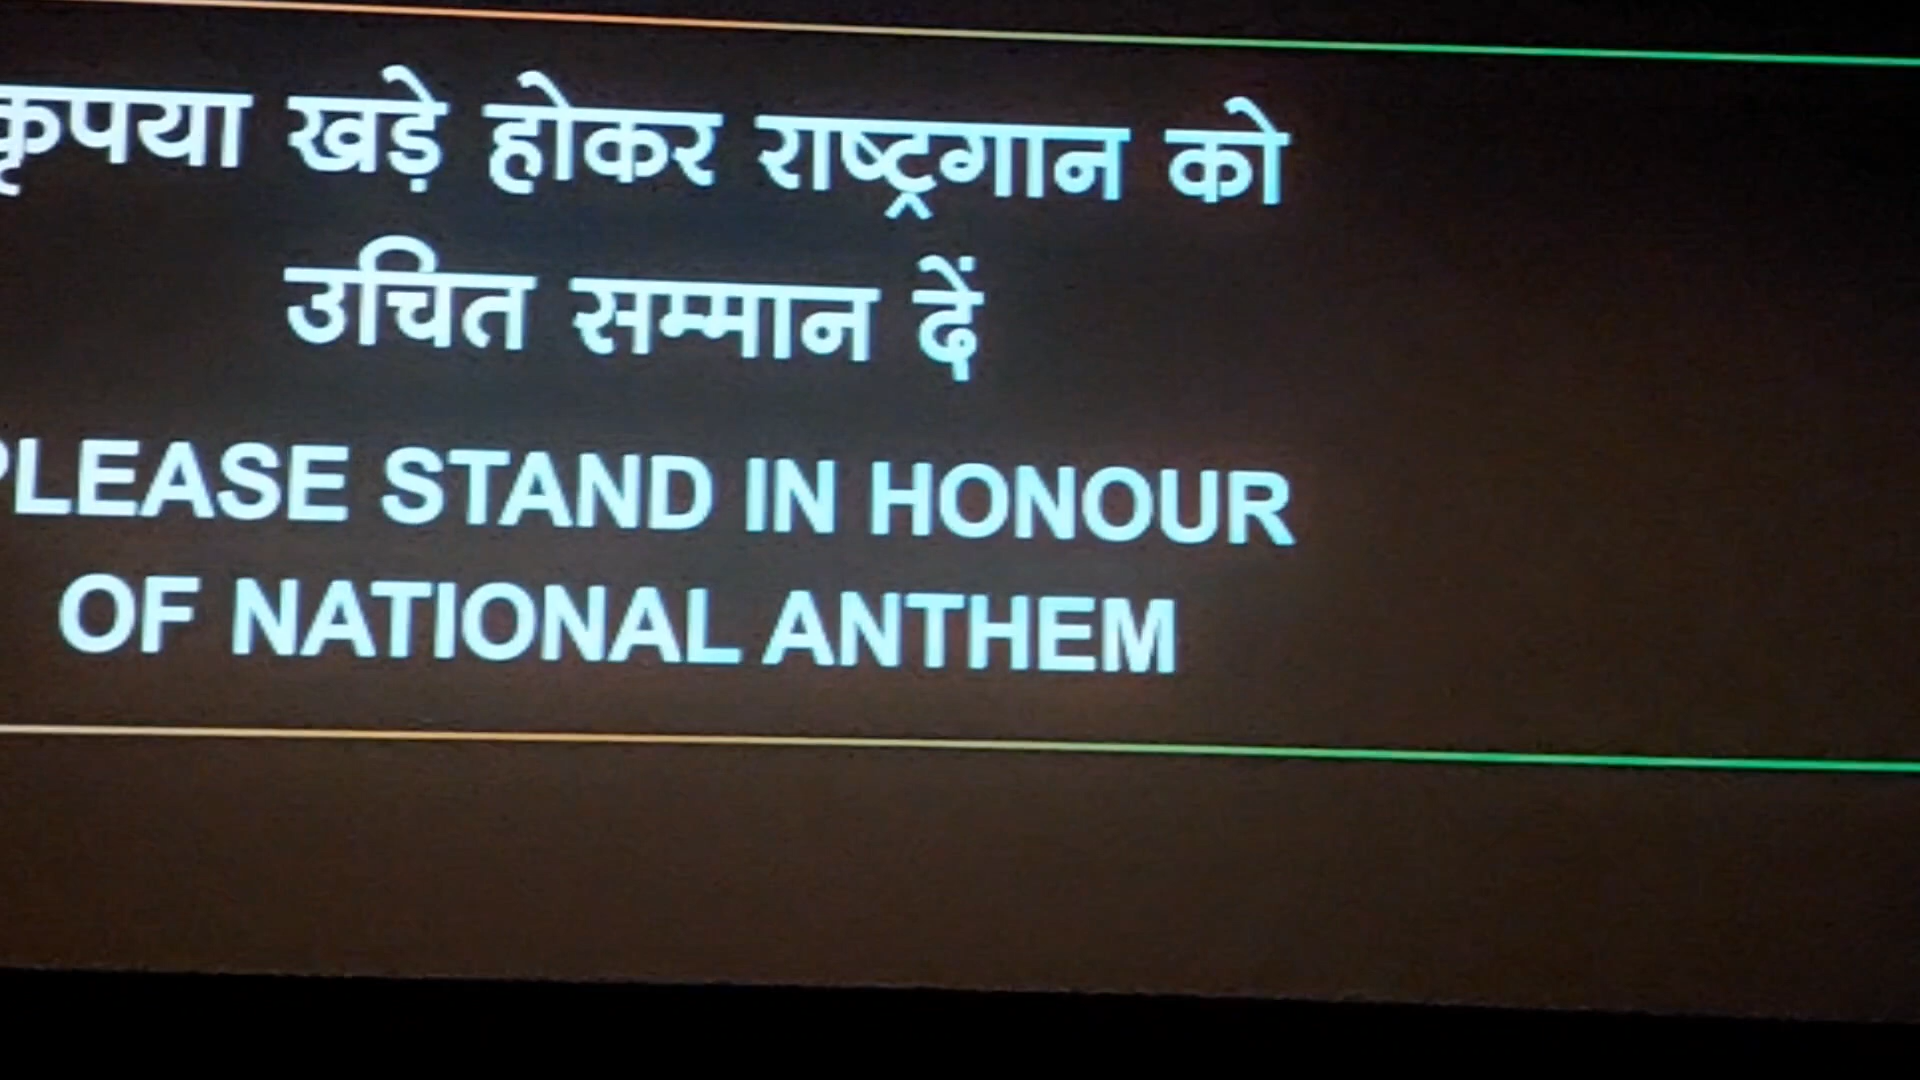 कृपया खड़े होकर राष्ट्रगान को
उचित सम्मान दें
PLEASE STAND IN HONOUR
OF NATIONAL ANTHEM